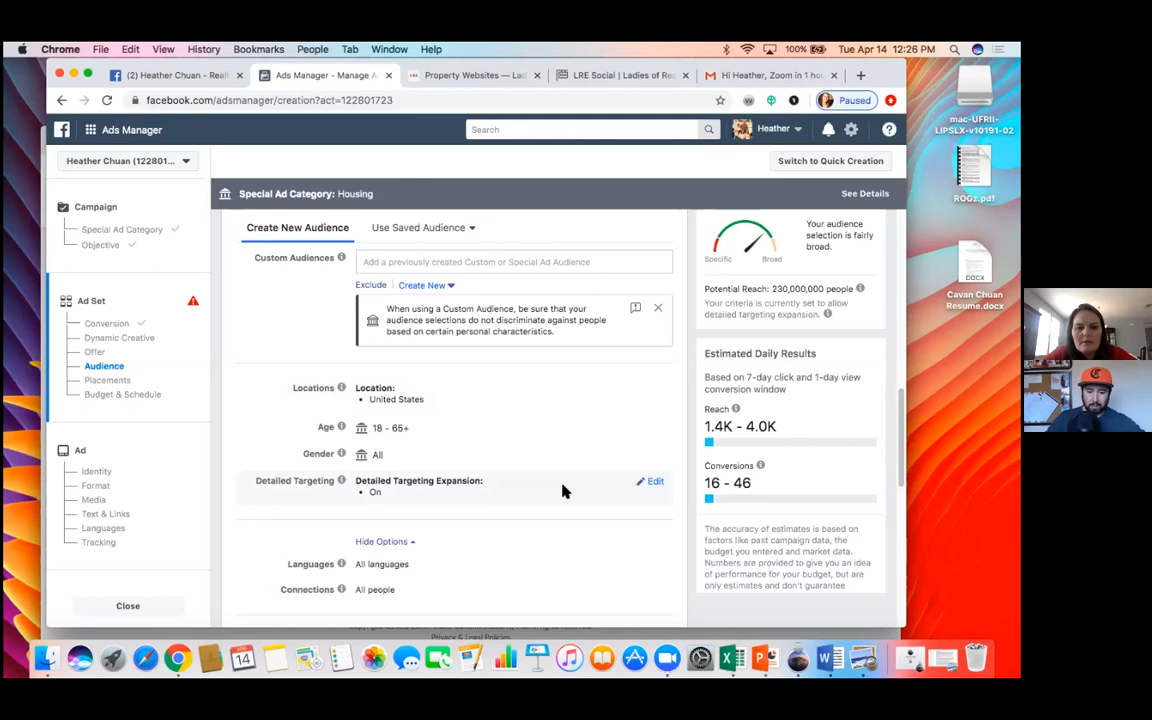 Chrome File Edit View History Bookmarks People Tab Window Help 100% Tue Apr 14 12:26 PM
(2) Heather Chuan - Real Ads Manager - Manage A Property Websites — Lad LRE Social | Ladies of Re Hi Heather, Zoom in 1 ho
facebook.com/adsmanager/creation?act=122801723 Paused
Ads Manager Search Heather
Heather Chuan (122801... Switch to Quick Creation
Special Ad Category: Housing See Details
Campaign
Special Ad Category
Objective
Ad Set
Conversion
Dynamic Creative
Offer
Audience
Placements
Budget & Schedule
Ad
Identity
Format
Media
Text & Links
Languages
Tracking
Close
Create New Audience Use Saved Audience
Custom Audiences Add a previously created Custom or Special Ad Audience
Exclude Create New
When using a Custom Audience, be sure that your
audience selections do not discriminate against people
based on certain personal characteristics.
Locations Location:
• United States
Age 18 - 65+
Gender All
Detailed Targeting Detailed Targeting Expansion: Edit
• On
Hide Options
Languages All languages
Connections All people
Your
audience
selection is fairly
broad.
Specific Broad
Potential Reach: 230,000,000 people
Your criteria is currently set to allow
detailed targeting expansion.
Estimated Daily Results
Based on 7-day click and 1-day view
conversion window
Reach
1.4K - 4.0K
Conversions
16 - 46
The accuracy of estimates is based on
factors like past campaign data, the
budget you entered and market data.
Numbers are provided to give you an
idea of performance for your budget, but are
only estimates and don't guarantee
mac-UFRII-
LIPSLX-v10191-02
ROGz.pdf
DOCX
Cavan Chuan
Resume.docx
14